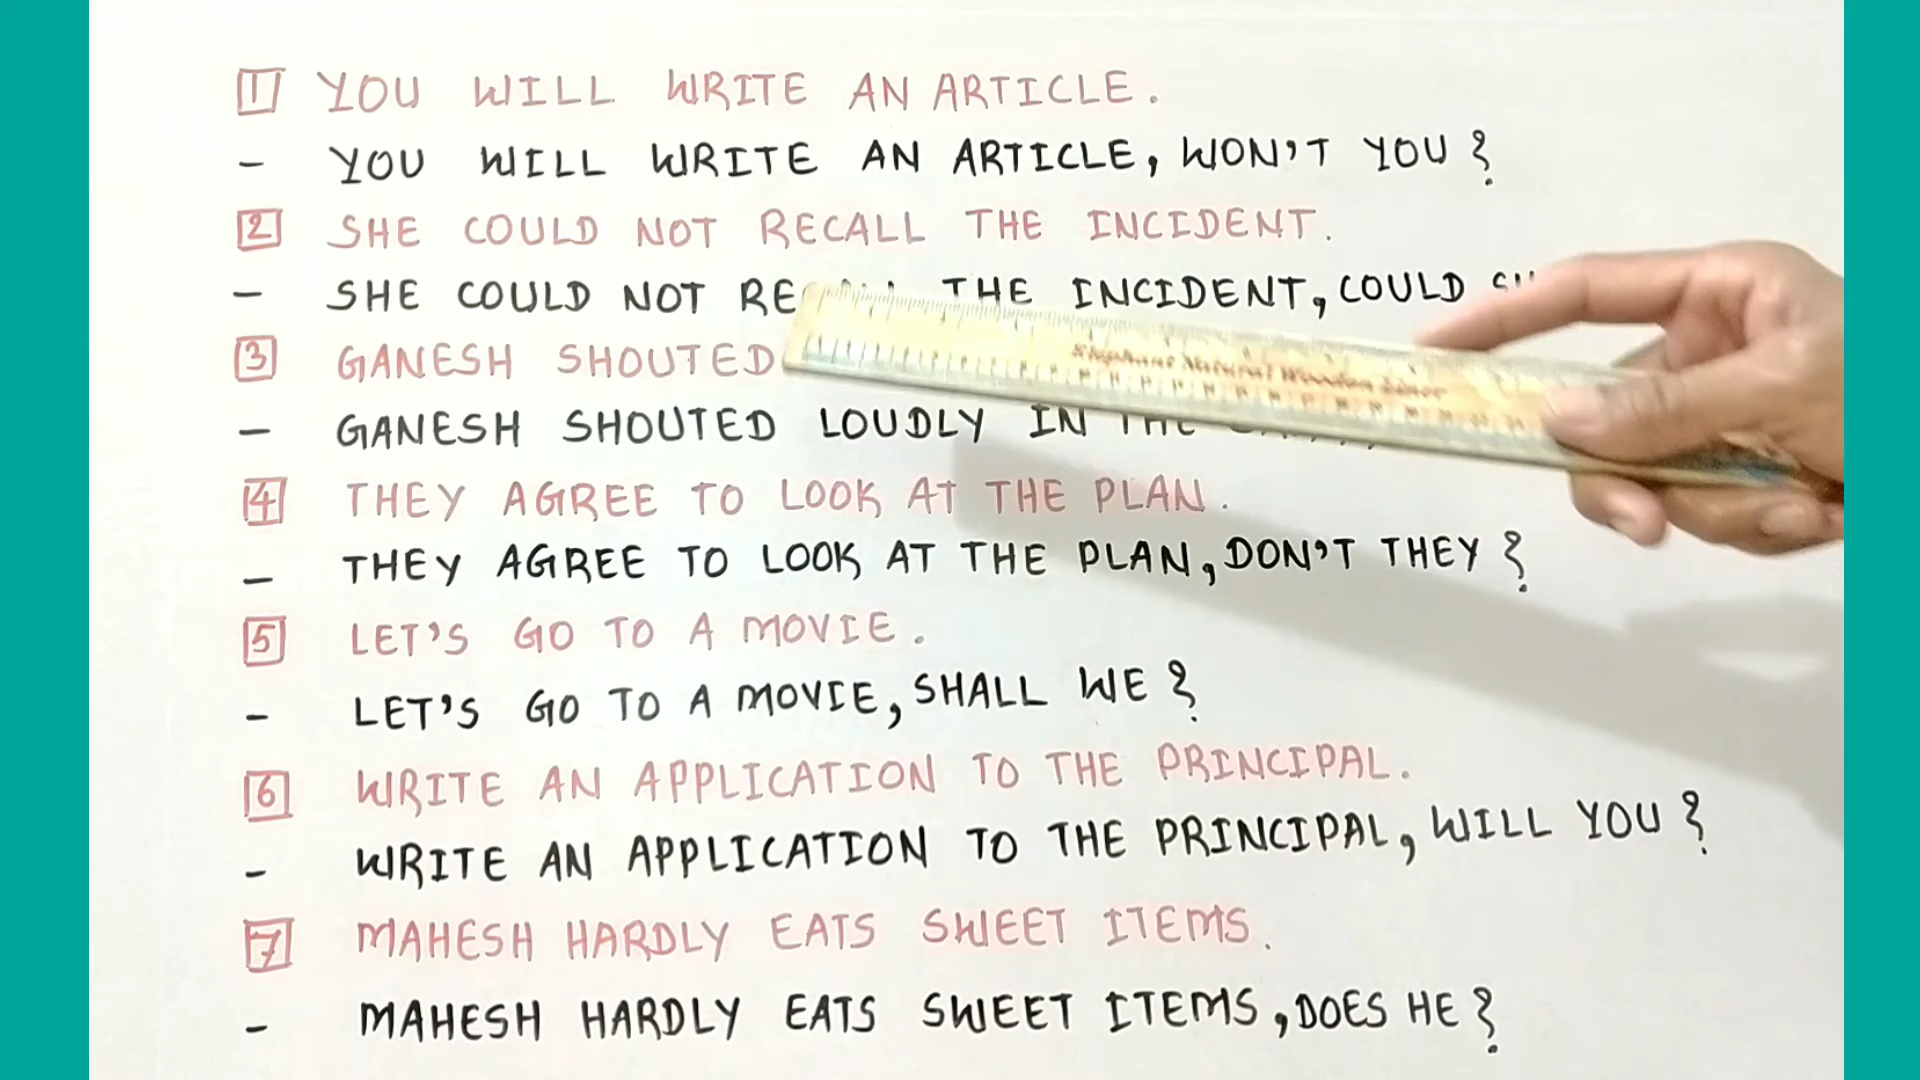 1 YOU WILL WRITE AN ARTICLE.
- YOU WILL WRITE AN ARTICLE, WON'T YOU?
2 SHE COULD NOT RECALL THE INCIDENT.
- SHE COULD NOT THE INCIDENT, COULD
3 GANESH SHOUTED
- GANESH SHOUTED LOUDLY IN THE
4 THEY AGREE TO LOOK AT THE PLAN.
- THEY AGREE TO LOOK AT THE PLAN, DON'T THEY?
5 LET'S GO TO A MOVIE.
- LET'S GO TO A MOVIE, SHALL WE?
6 WRITE AN APPLICATION TO THE PRINCIPAL.
- WRITE AN APPLICATION TO THE PRINCIPAL, WILL YOU?
7 MAHESH HARDLY EATS SWEET ITEMS.
- MAHESH HARDLY EATS SWEET ITEMS, DOES HE?